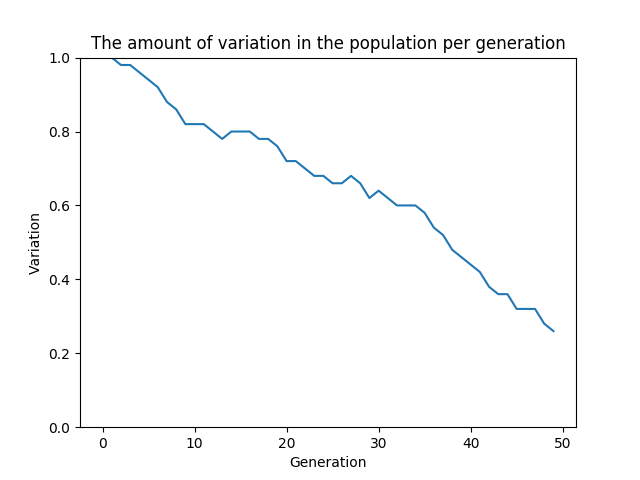 The amount of variation in the population per generation
1.0
0.8
0.6
0.4
0.2
0.0
Variation
0 10 20 30 40 50
Generation